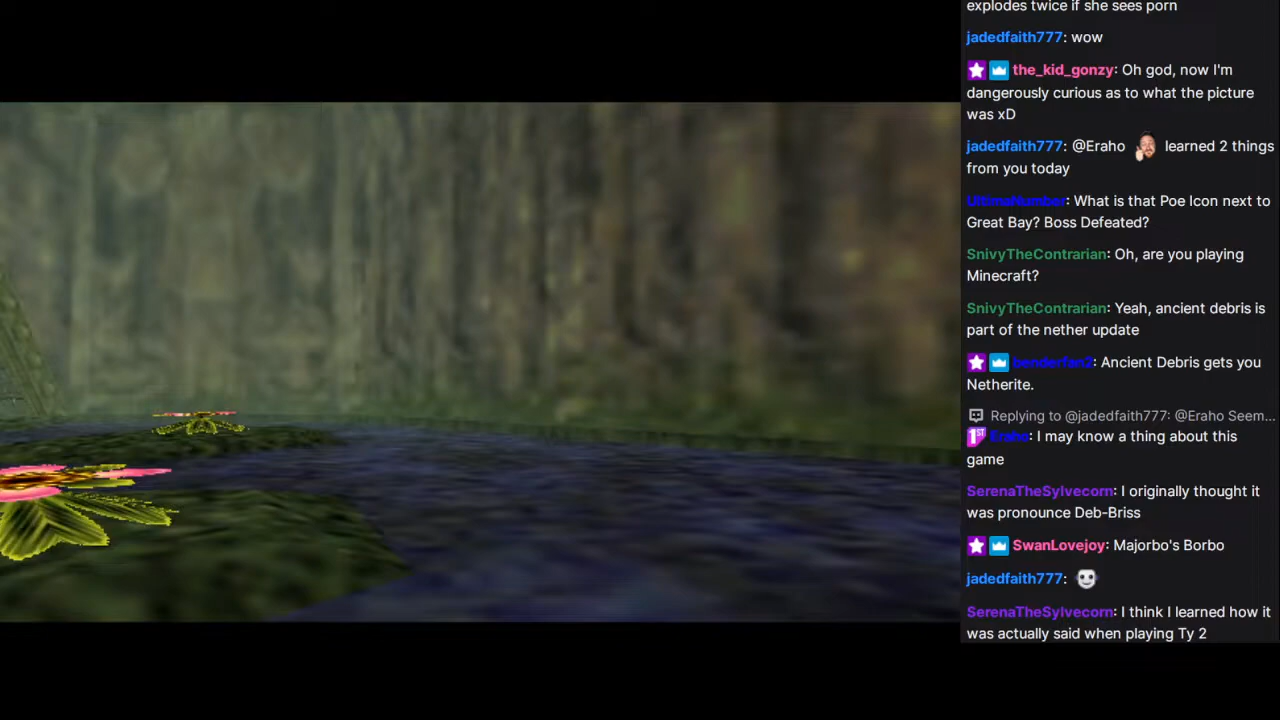 explodes twice if she sees porn
jadedfaith777: wow
the_kid_gonzy: Oh god, now I'm
dangerously curious as to what the picture
was xD
jadedfaith777: @Eraho learned 2 things
from you today
UltimaNumber: What is that Poe Icon next to
Great Bay? Boss Defeated?
SnivyTheContrarian: Oh, are you playing
Minecraft?
SnivyTheContrarian: Yeah, ancient debris is
part of the nether update
benderfan2: Ancient Debris gets you
Netherite.
Replying to @jadedfaith777: @Eraho Seem...
1ST Eraho: I may know a thing about this
game
SerenaTheSylvecorn: I originally thought it
was pronounce Deb-Briss
SwanLovejoy: Majorbo's Borbo
jadedfaith777:
SerenaTheSylvecorn: I think I learned how it
was actually said when playing Ty 2